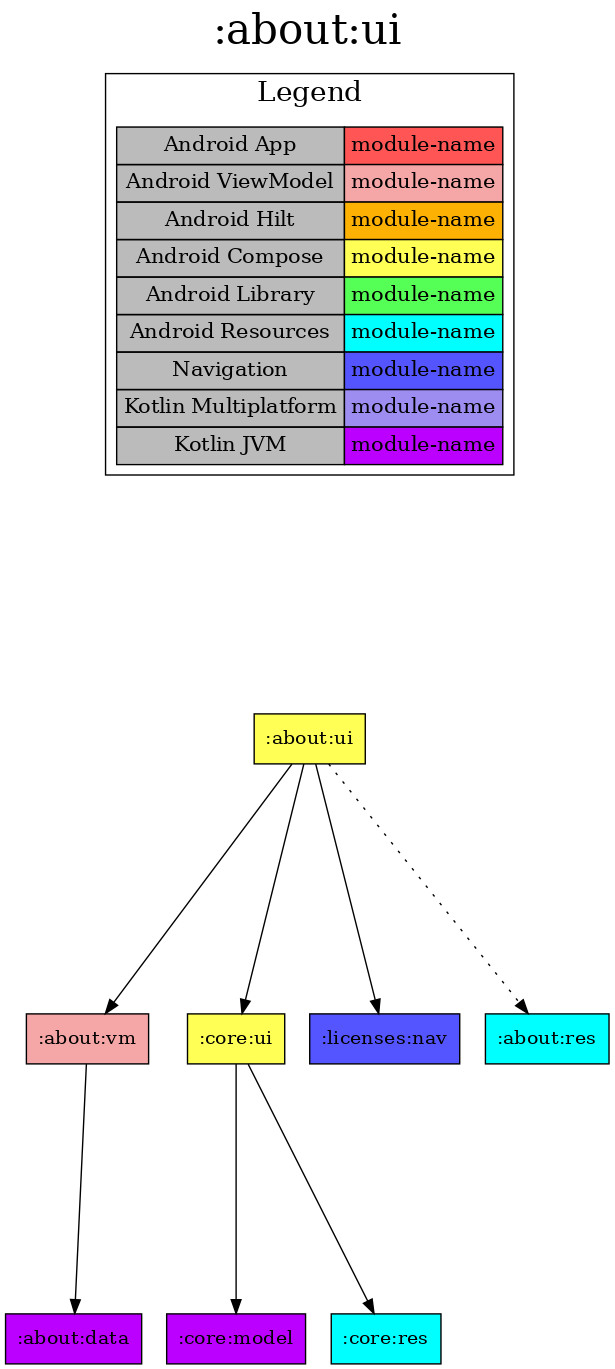 :about:ui
Legend
Android App module-name
Android ViewModel module-name
Android Hilt module-name
Android Compose module-name
Android Library module-name
Android Resources module-name
Navigation module-name
Kotlin Multiplatform module-name
Kotlin JVM module-name
:about:ui
:about:vm :core:ui :licenses:nav :about:res
:about:data :core:model :core:res